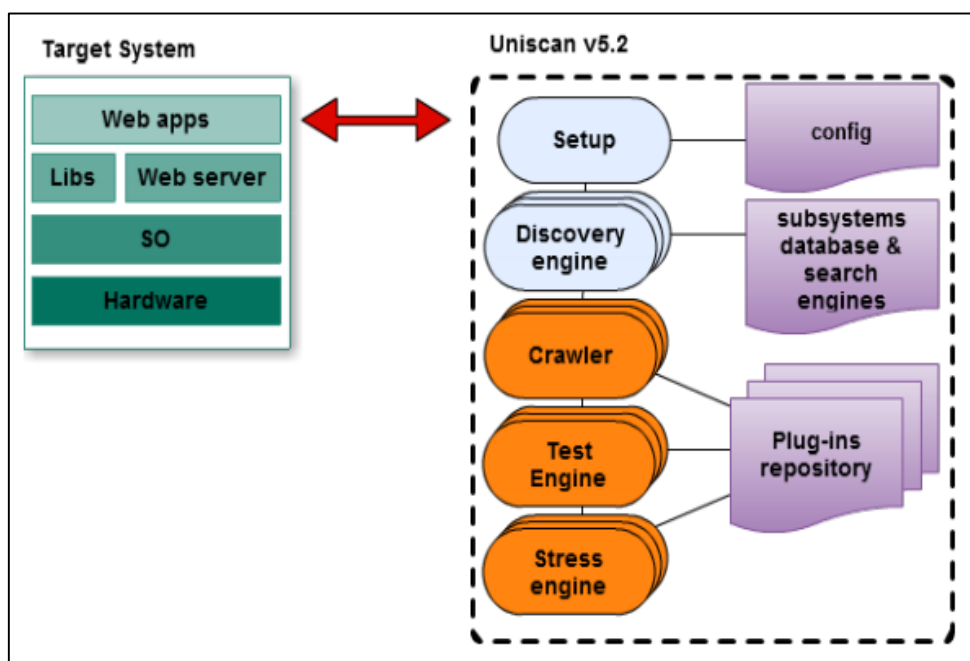 Target System
Web apps
Libs
Web server
SO
Hardware
Uniscan v5.2
Setup
config
Discovery
engine
subsystems
database &
search
engines
Crawler
Test
Engine
Plug-ins
repository
Stress
engine